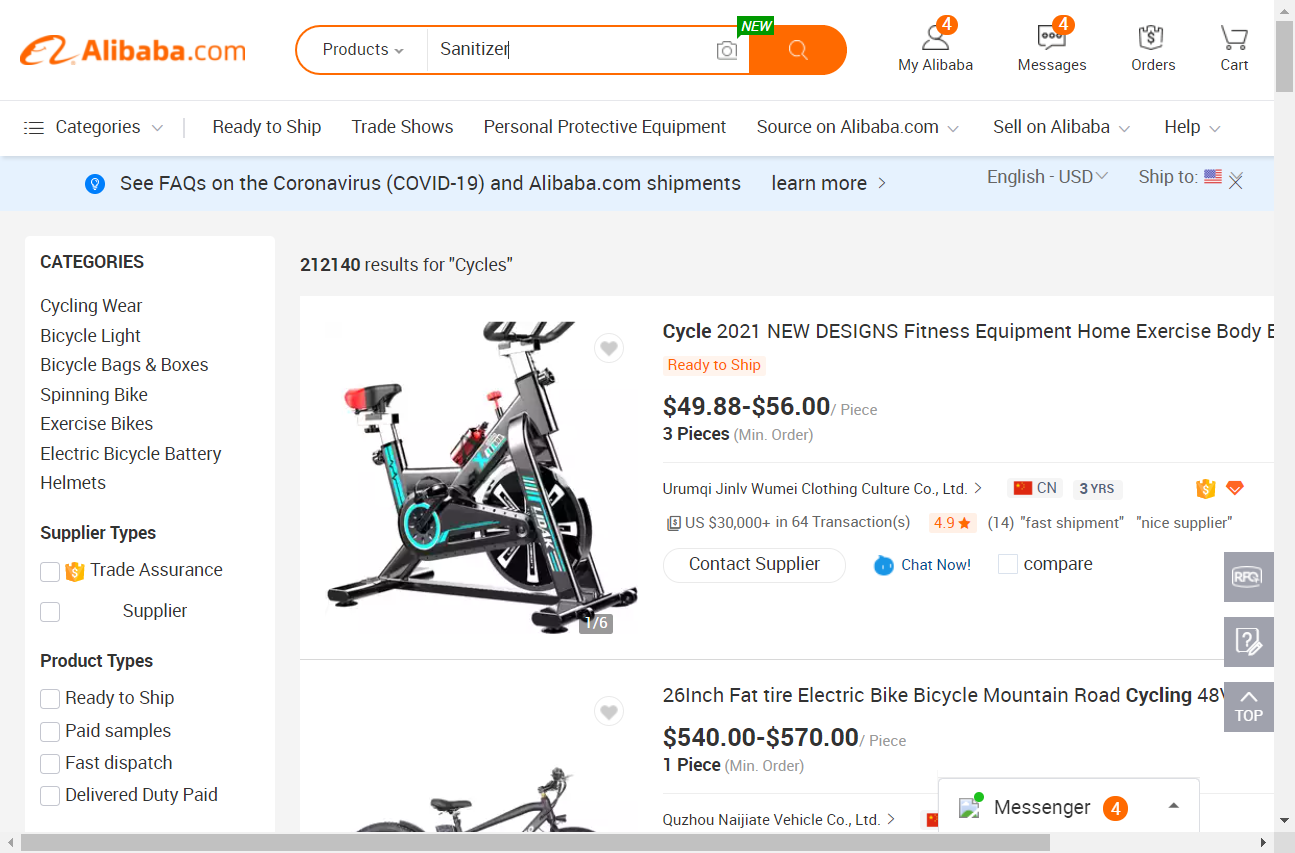 Alibaba.com
Products
Sanitizer
NEW
4
My Alibaba
4
Messages
Orders
Cart
Categories
Ready to Ship
Trade Shows
Personal Protective Equipment
Source on Alibaba.com
Sell on Alibaba
Help
See FAQs on the Coronavirus (COVID-19) and Alibaba.com shipments
learn more
English - USD
Ship to:
CATEGORIES
Cycling Wear
Bicycle Light
Bicycle Bags & Boxes
Spinning Bike
Exercise Bikes
Electric Bicycle Battery
Helmets
Supplier Types
Trade Assurance
Supplier
Product Types
Ready to Ship
Paid samples
Fast dispatch
Delivered Duty Paid
212140 results for "Cycles"
LIDAK
1/6
Cycle 2021 NEW DESIGNS Fitness Equipment Home Exercise Body
Ready to Ship
$49.88-$56.00/ Piece
3 Pieces (Min. Order)
Urumqi Jinlv Wumei Clothing Culture Co., Ltd.
CN
3 YRS
US $30,000+ in 64 Transaction(s)
4.9
(14) "fast shipment" "nice supplier"
Contact Supplier
Chat Now!
compare
RFQ
TOP
26Inch Fat tire Electric Bike Bicycle Mountain Road Cycling 48V
$540.00-$570.00/ Piece
1 Piece (Min. Order)
Quzhou Naijiate Vehicle Co., Ltd.
Messenger
4